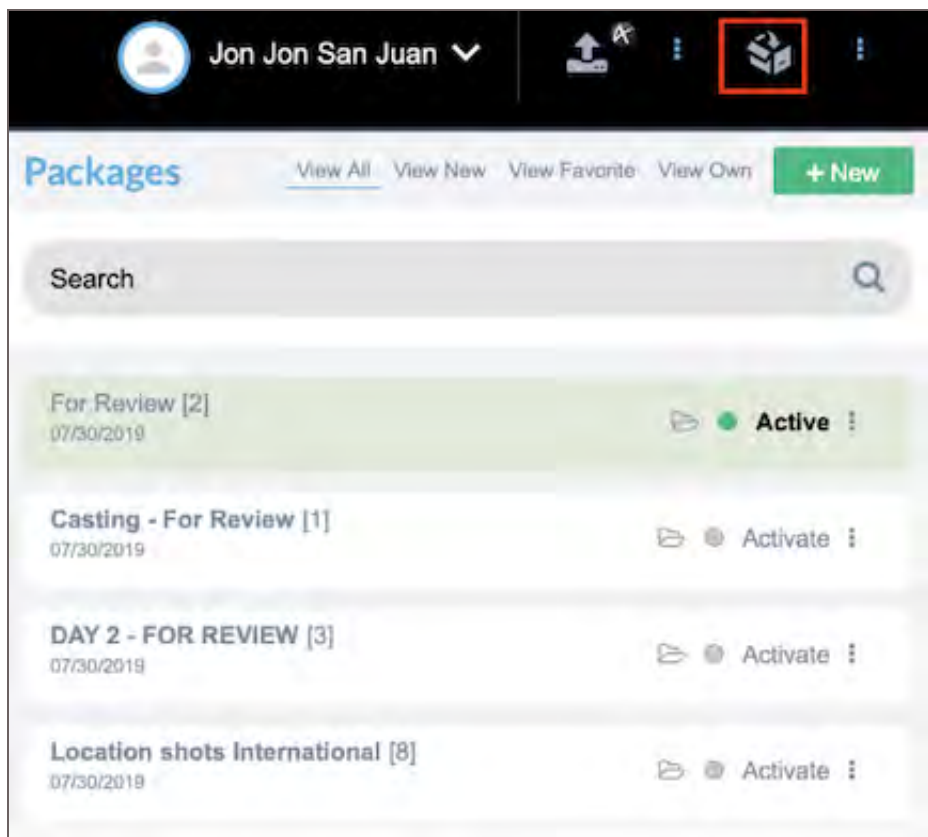 Jon Jon San Juan
Packages View All View New View Favorite View Own + New
Search
For Review [2]
07/30/2019
Active
Casting - For Review [1]
07/30/2019
Activate
DAY 2 - FOR REVIEW [3]
07/30/2019
Activate
Location shots International [8]
07/30/2019
Activate